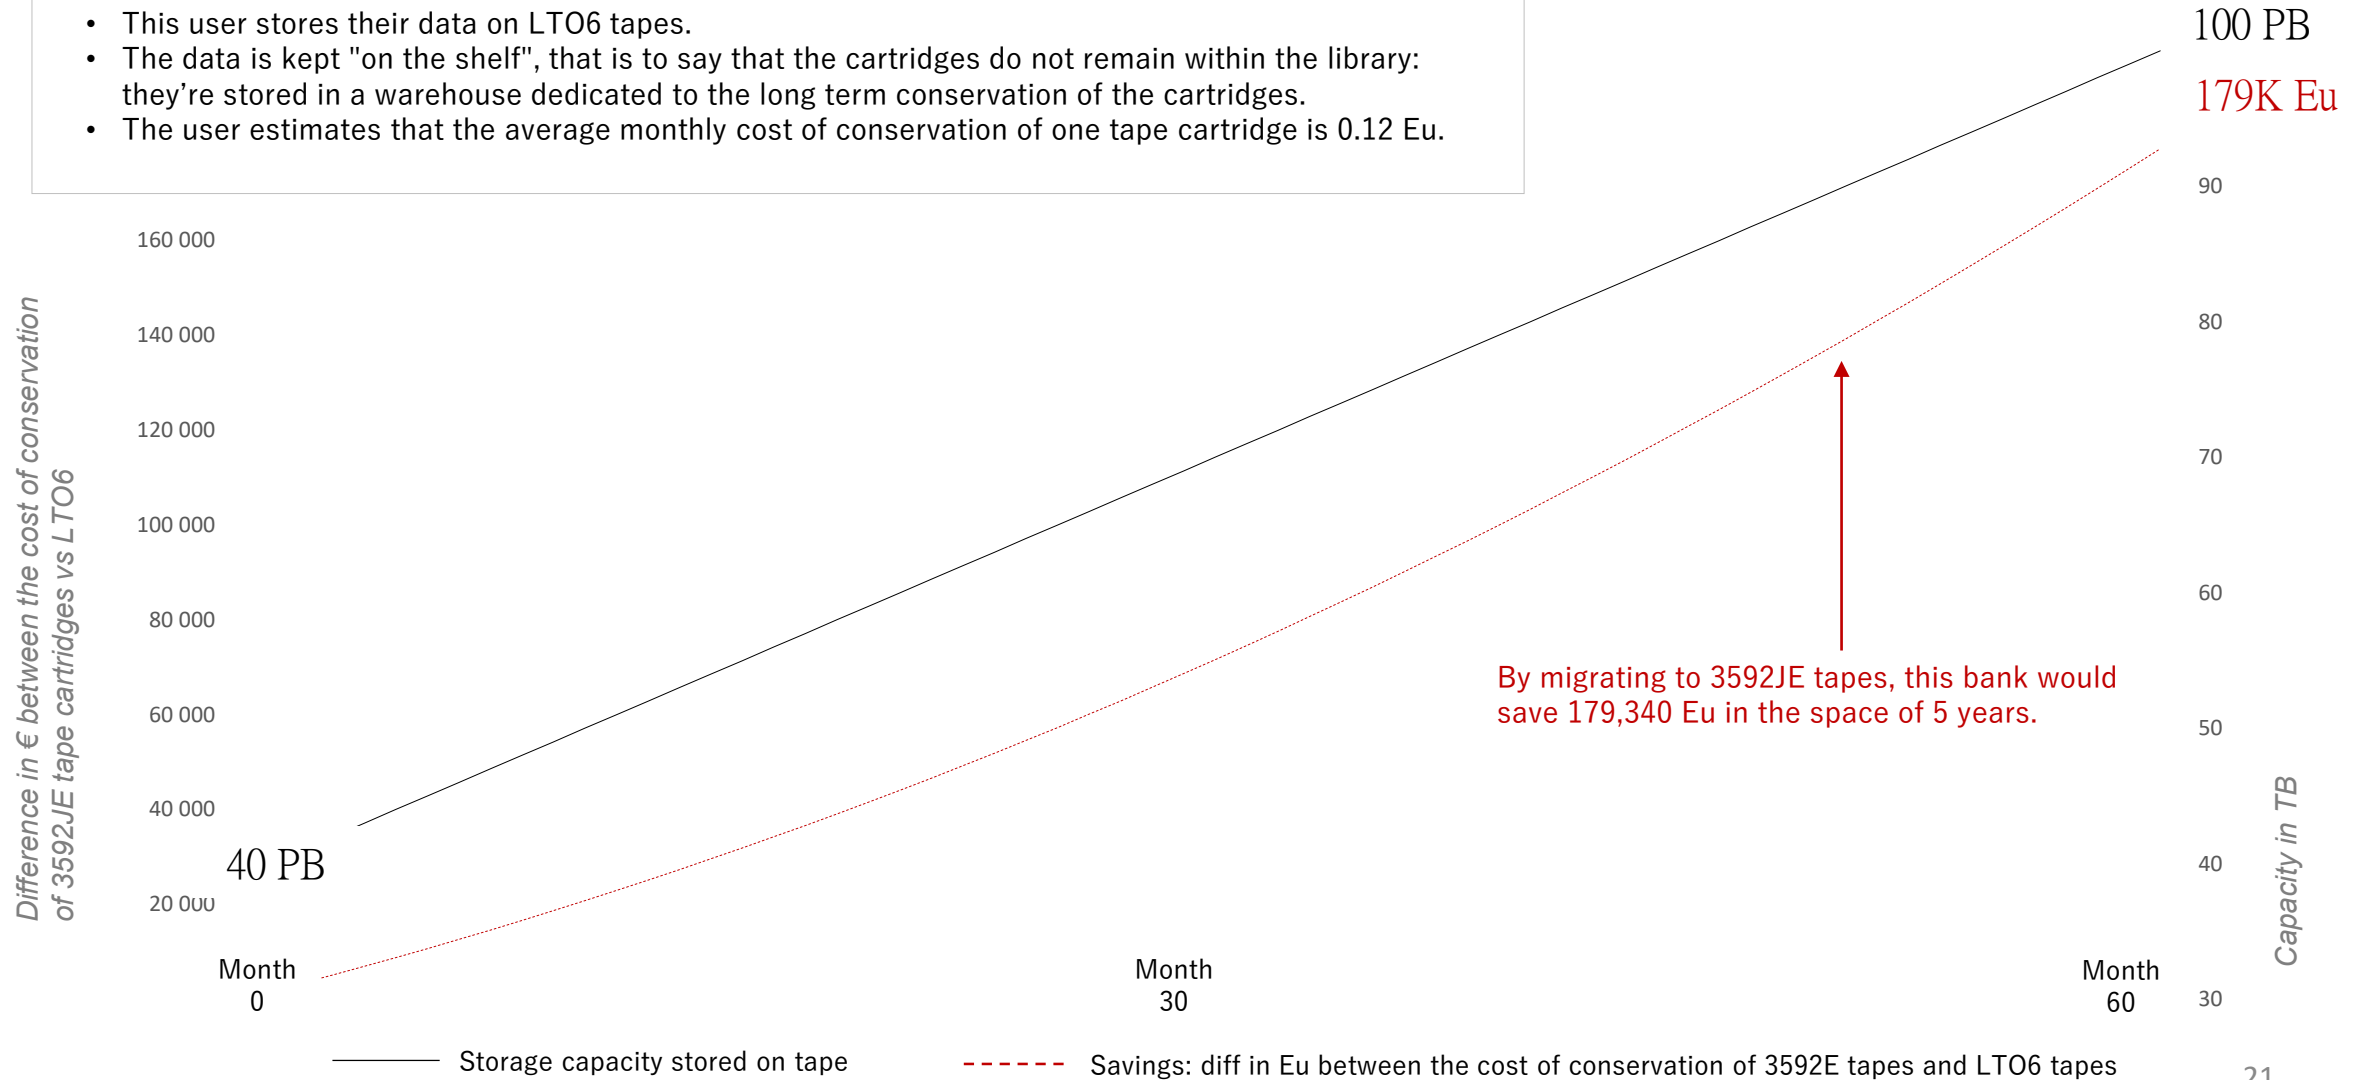 • This user stores their data on LTO6 tapes.
• The data is kept "on the shelf", that is to say that the cartridges do not remain within the library:
they're stored in a warehouse dedicated to the long term conservation of the cartridges.
• The user estimates that the average monthly cost of conservation of one tape cartridge is 0.12 Eu.
100 PB
179K Eu
Difference in € between the cost of conservation
of 3592JE tape cartridges vs LTO6
160 000
140 000
120 000
100 000
80 000
60 000
40 000
20 000
40 PB
90
80
70
60
50
40
30
Capacity in TB
By migrating to 3592JE tapes, this bank would
save 179,340 Eu in the space of 5 years.
Month
0
Month
30
Month
60
Storage capacity stored on tape
Savings: diff in Eu between the cost of conservation of 3592E tapes and LTO6 tapes
21